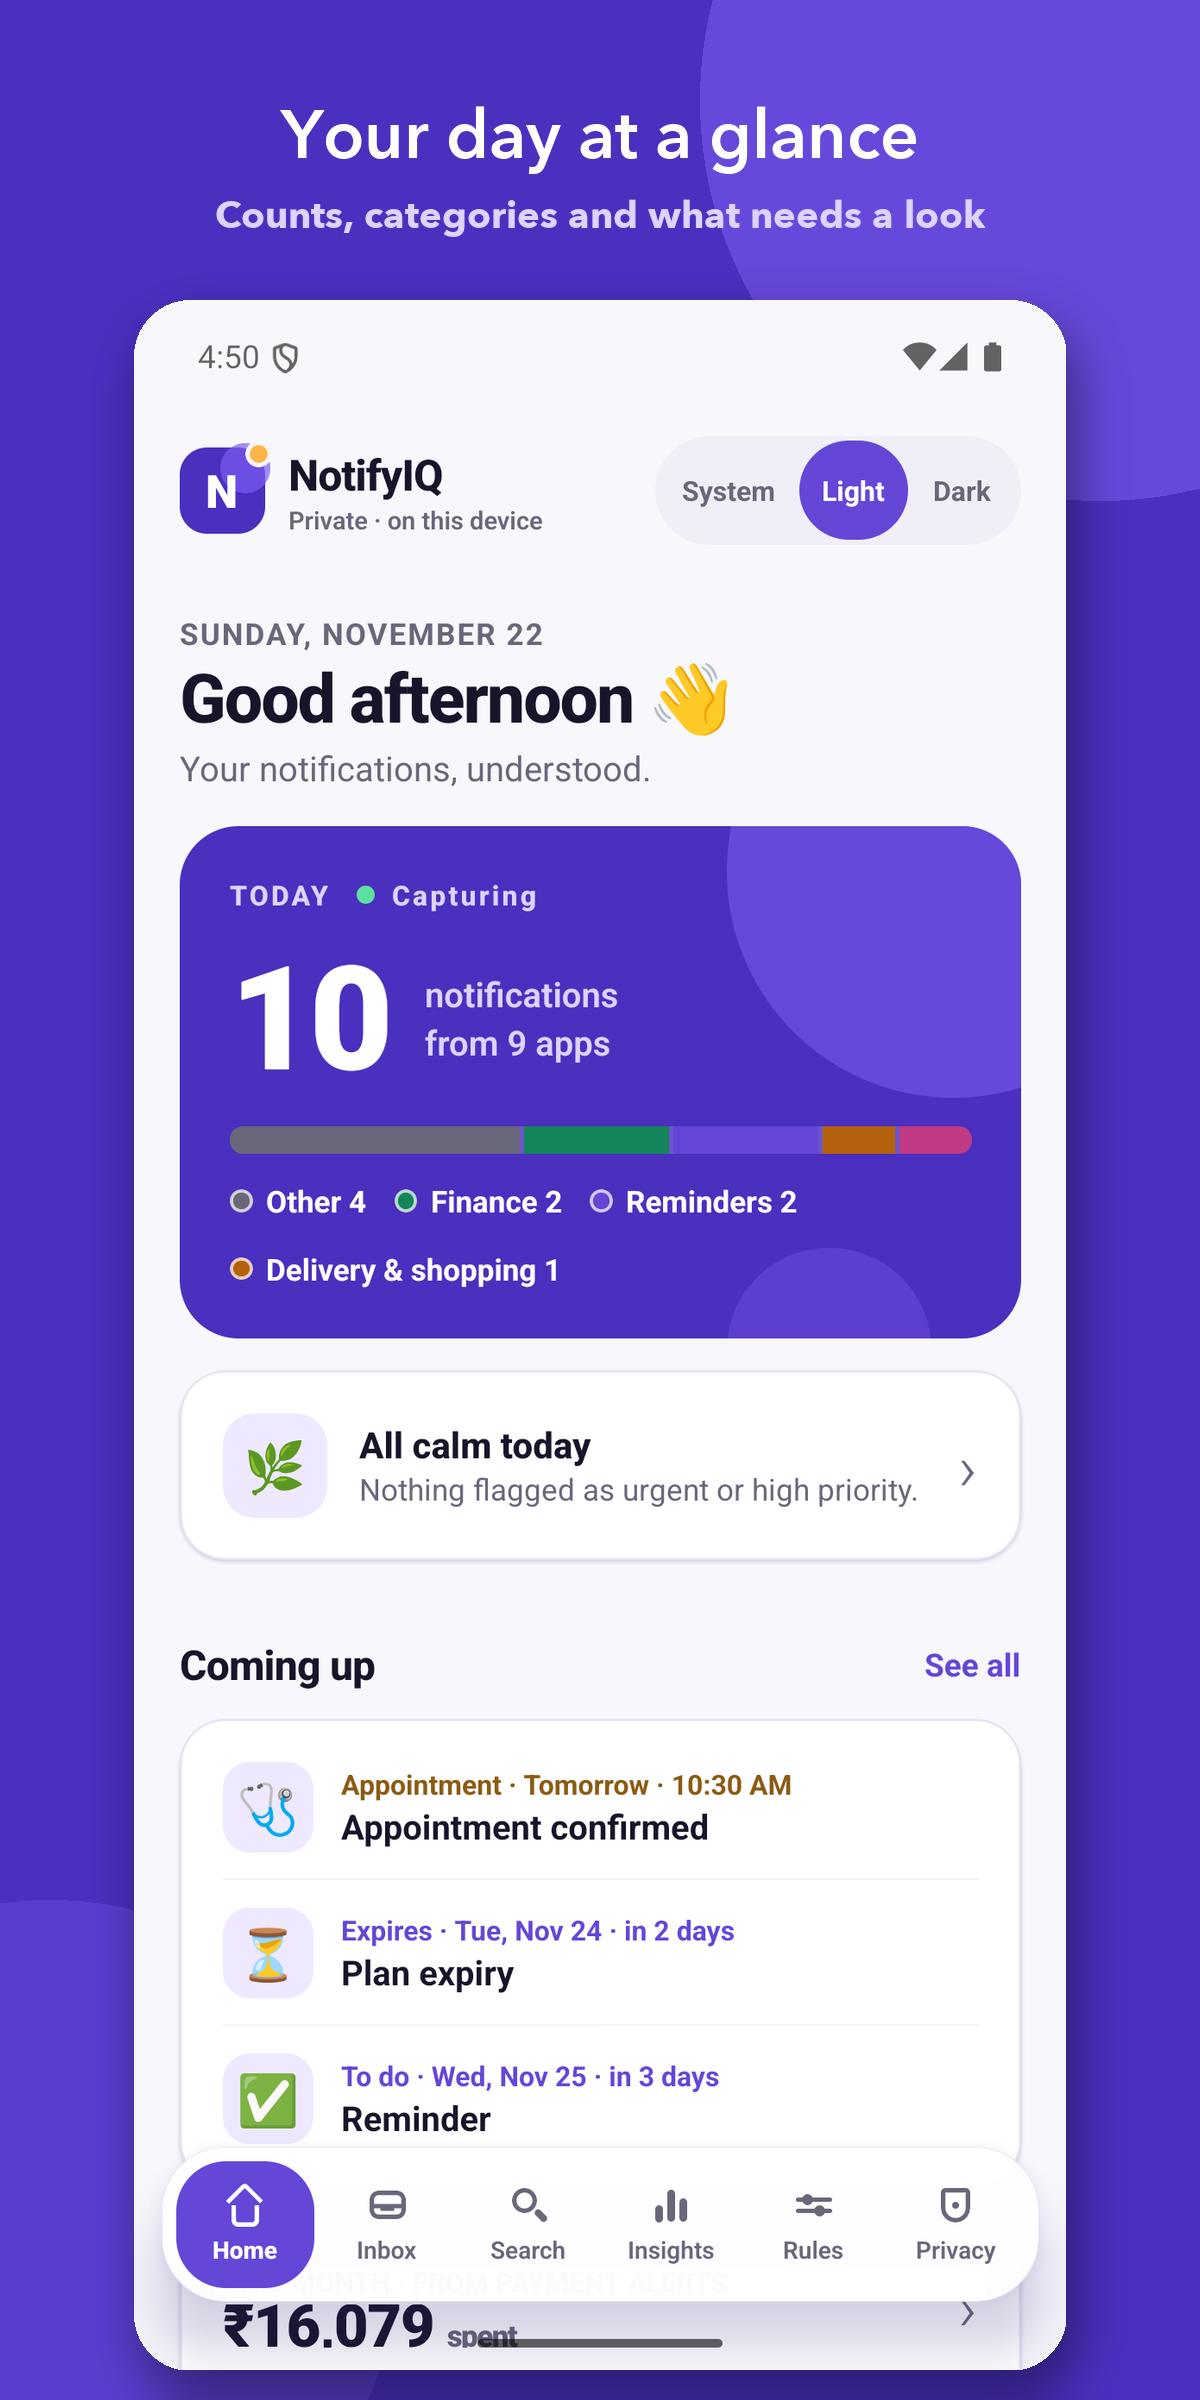 Your day at a glance
Counts, categories and what needs a look
4:50
N
NotifyIQ
Private · on this device
System
Light
Dark
SUNDAY, NOVEMBER 22
Good afternoon 👋
Your notifications, understood.
TODAY
Capturing
10
notifications
from 9 apps
Other 4
Finance 2
Reminders 2
Delivery & shopping 1
All calm today
Nothing flagged as urgent or high priority.
Coming up
See all
Appointment · Tomorrow · 10:30 AM
Appointment confirmed
Expires · Tue, Nov 24 · in 2 days
Plan expiry
To do · Wed, Nov 25 · in 3 days
Reminder
Home
Inbox
Search
Insights
Rules
Privacy
MONTH · FROM PAYMENT ALERTS
₹16,079 spent